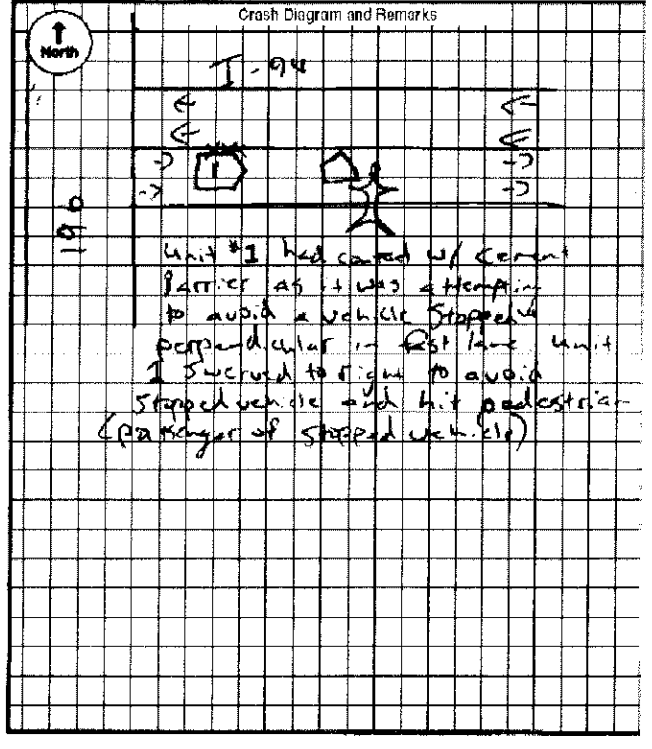 Crash Diagram and Remarks
North
I-94
1
190
Unit #1 had contact w/ cement
barrier as it was attempting
to avoid a vehicle stopped
perpendicular in fast lane unit
1 swerved to right to avoid
stopped vehicle and hit pedestrian
(passenger of stopped vehicle)